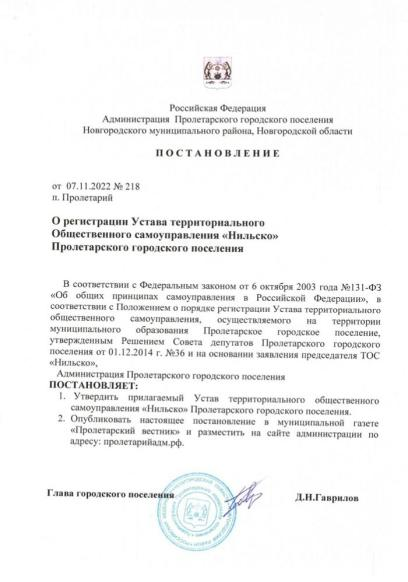 Российская Федерация
Администрация Пролетарского городского поселения
Новгородского муниципального района, Новгородской области
ПОСТАНОВЛЕНИЕ
от 07.11.2022 № 218
п. Пролетарий
О регистрации Устава территориального
Общественного самоуправления «Нильско»
Пролетарского городского поселения
В соответствии с Федеральным законом от 6 октября 2003 года №131-ФЗ
«Об общих принципах самоуправления в Российской Федерации», в
соответствии с Положением о порядке регистрации Устава территориального
общественного самоуправления, осуществляемого на территории
муниципального образования Пролетарское городское поселение,
утвержденным Решением Совета депутатов Пролетарского городского
поселения от 01.12.2014 г. №36 и на основании заявления председателя ТОС
«Нильско»,
Администрация Пролетарского городского поселения
ПОСТАНОВЛЯЕТ:
1. Утвердить прилагаемый Устав территориального общественного
самоуправления «Нильско» Пролетарского городского поселения.
2. Опубликовать настоящее постановление в муниципальной газете
«Пролетарский вестник» и разместить на сайте администрации по
адресу: пролетарийадм.рф.
Глава городского поселения Д.Н.Гаврилов